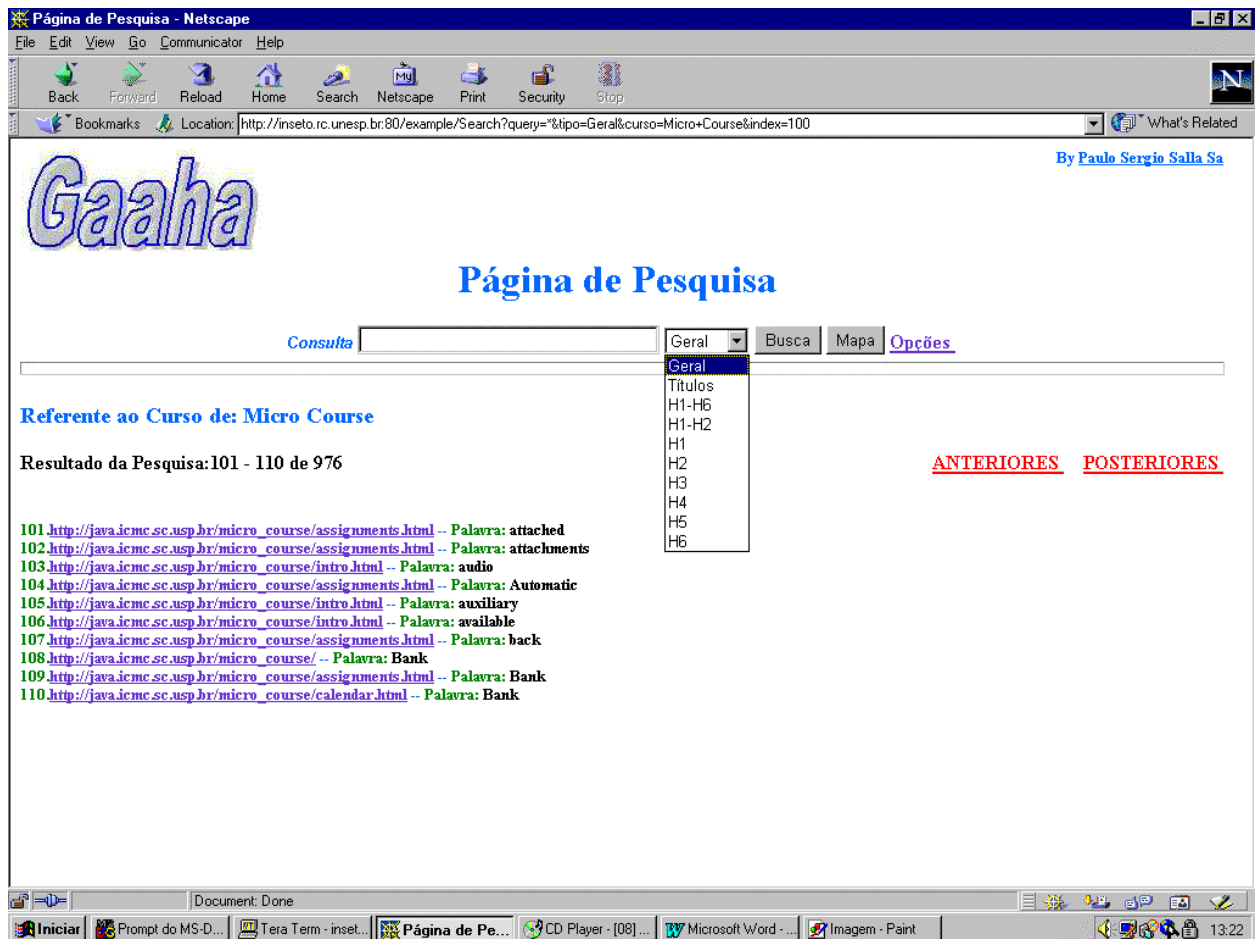 Página de Pesquisa - Netscape
File Edit View Go Communicator Help
Back Forward Reload Home Search Netscape Print Security Stop
My
N
Bookmarks Location: http://inseto.rc.unesp.br:80/example/Search?query=*&tipo=Geral&curso=Micro+Course&index=100 What's Related
By Paulo Sergio Salla Sa
Gaaha
Página de Pesquisa
Consulta Geral Busca Mapa Opções
Geral
Títulos
H1-H6
H1-H2
H1
H2
H3
H4
H5
H6
Referente ao Curso de: Micro Course
Resultado da Pesquisa:101 - 110 de 976 ANTERIORES POSTERIORES
101.http://java.icmc.sc.usp.br/micro_course/assignments.html -- Palavra: attached
102.http://java.icmc.sc.usp.br/micro_course/assignments.html -- Palavra: attachments
103.http://java.icmc.sc.usp.br/micro_course/intro.html -- Palavra: audio
104.http://java.icmc.sc.usp.br/micro_course/assignments.html -- Palavra: Automatic
105.http://java.icmc.sc.usp.br/micro_course/intro.html -- Palavra: auxiliary
106.http://java.icmc.sc.usp.br/micro_course/intro.html -- Palavra: available
107.http://java.icmc.sc.usp.br/micro_course/assignments.html -- Palavra: back
108.http://java.icmc.sc.usp.br/micro_course/ -- Palavra: Bank
109.http://java.icmc.sc.usp.br/micro_course/assignments.html -- Palavra: Bank
110.http://java.icmc.sc.usp.br/micro_course/calendar.html -- Palavra: Bank
Document: Done
Iniciar Prompt do MS-D... Tera Term - inset... Página de Pe... CD Player - [08] ... Microsoft Word - ... Imagem - Paint 13:22